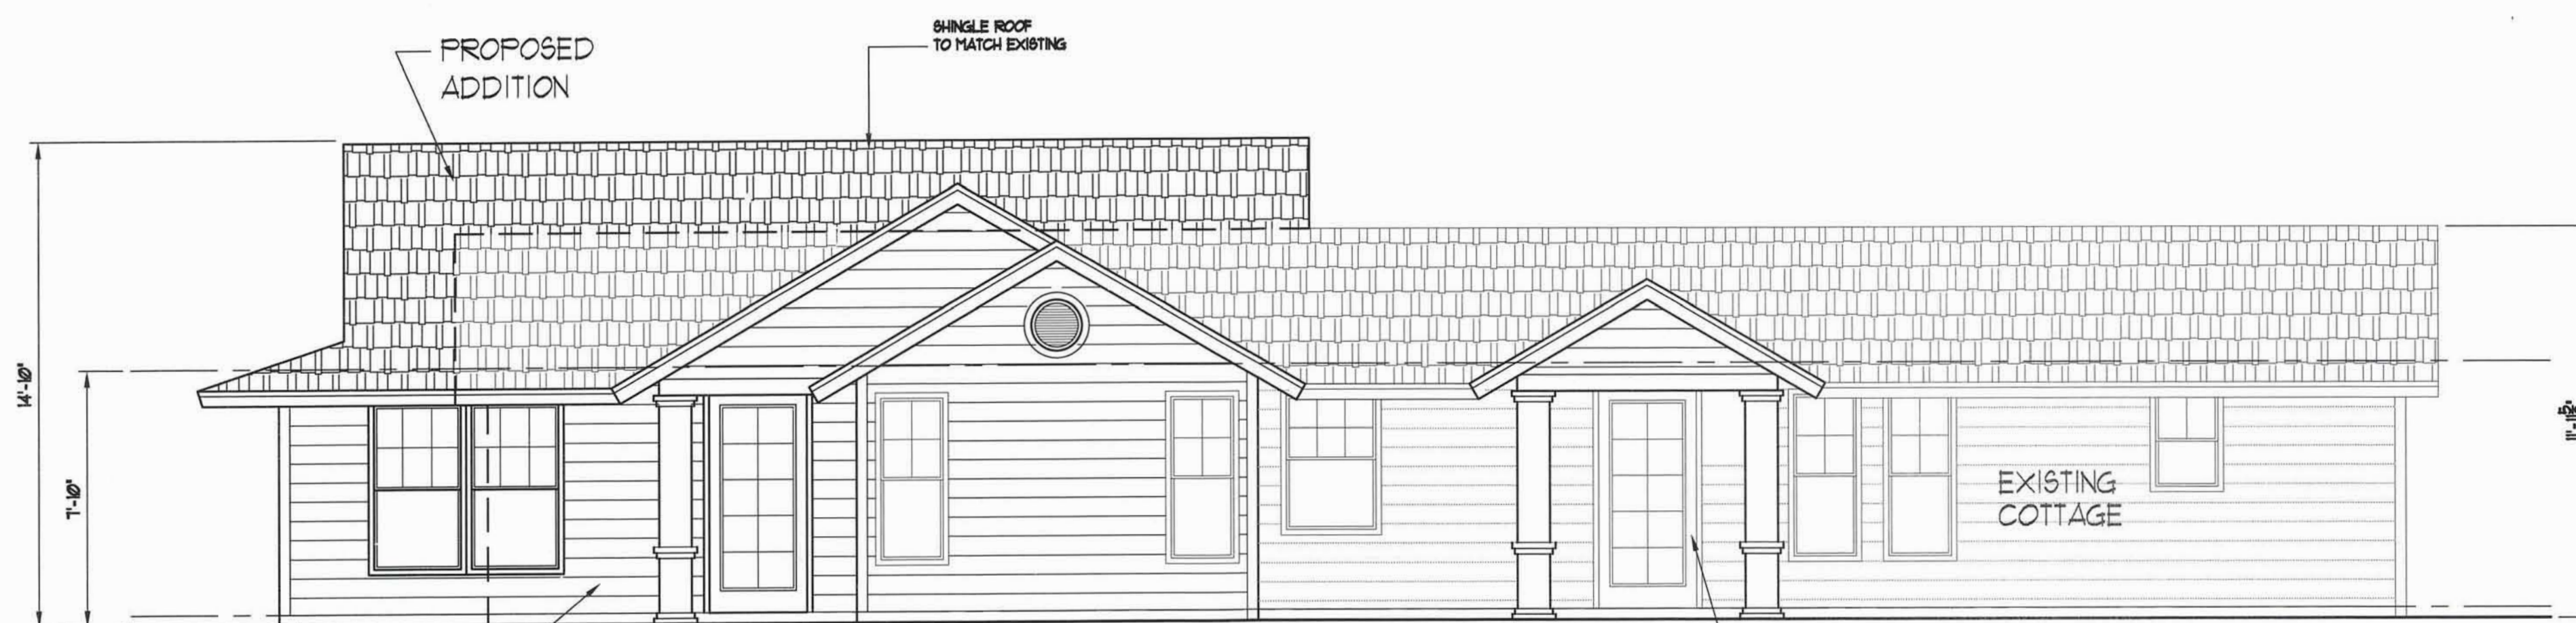 PROPOSED
ADDITION
SHINGLE ROOF
TO MATCH EXISTING
14'-10"
7'-10"
EXISTING
COTTAGE